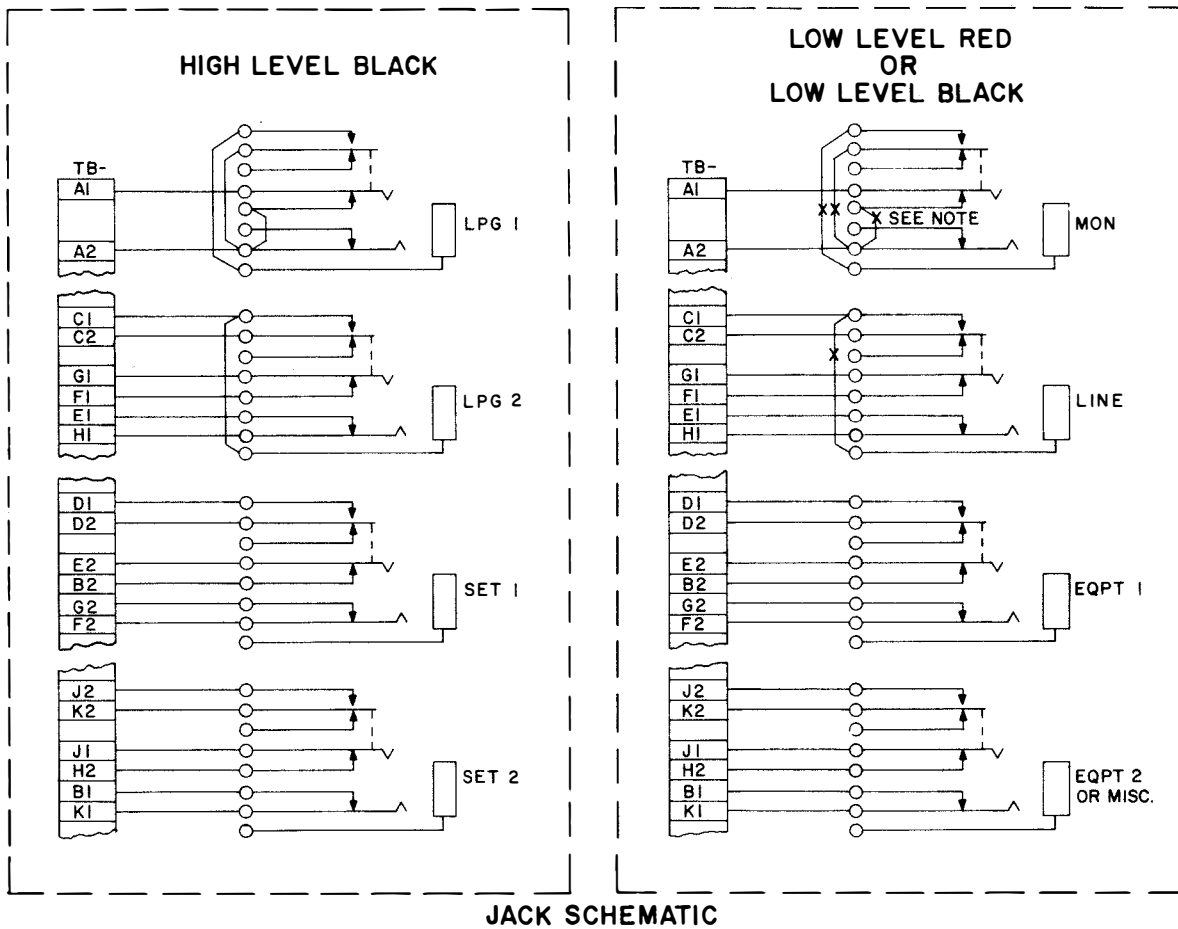 HIGH LEVEL BLACK
TB-
A1
A2
LPG 1
C1
C2
G1
F1
E1
H1
LPG 2
D1
D2
E2
B2
G2
F2
SET 1
J2
K2
J1
H2
B1
K1
SET 2
LOW LEVEL RED
OR
LOW LEVEL BLACK
TB-
A1
A2
X X
X SEE NOTE
MON
C1
C2
X
G1
F1
E1
H1
LINE
D1
D2
E2
B2
G2
F2
EQPT 1
J2
K2
J1
H2
B1
K1
EQPT 2
OR MISC.
JACK SCHEMATIC